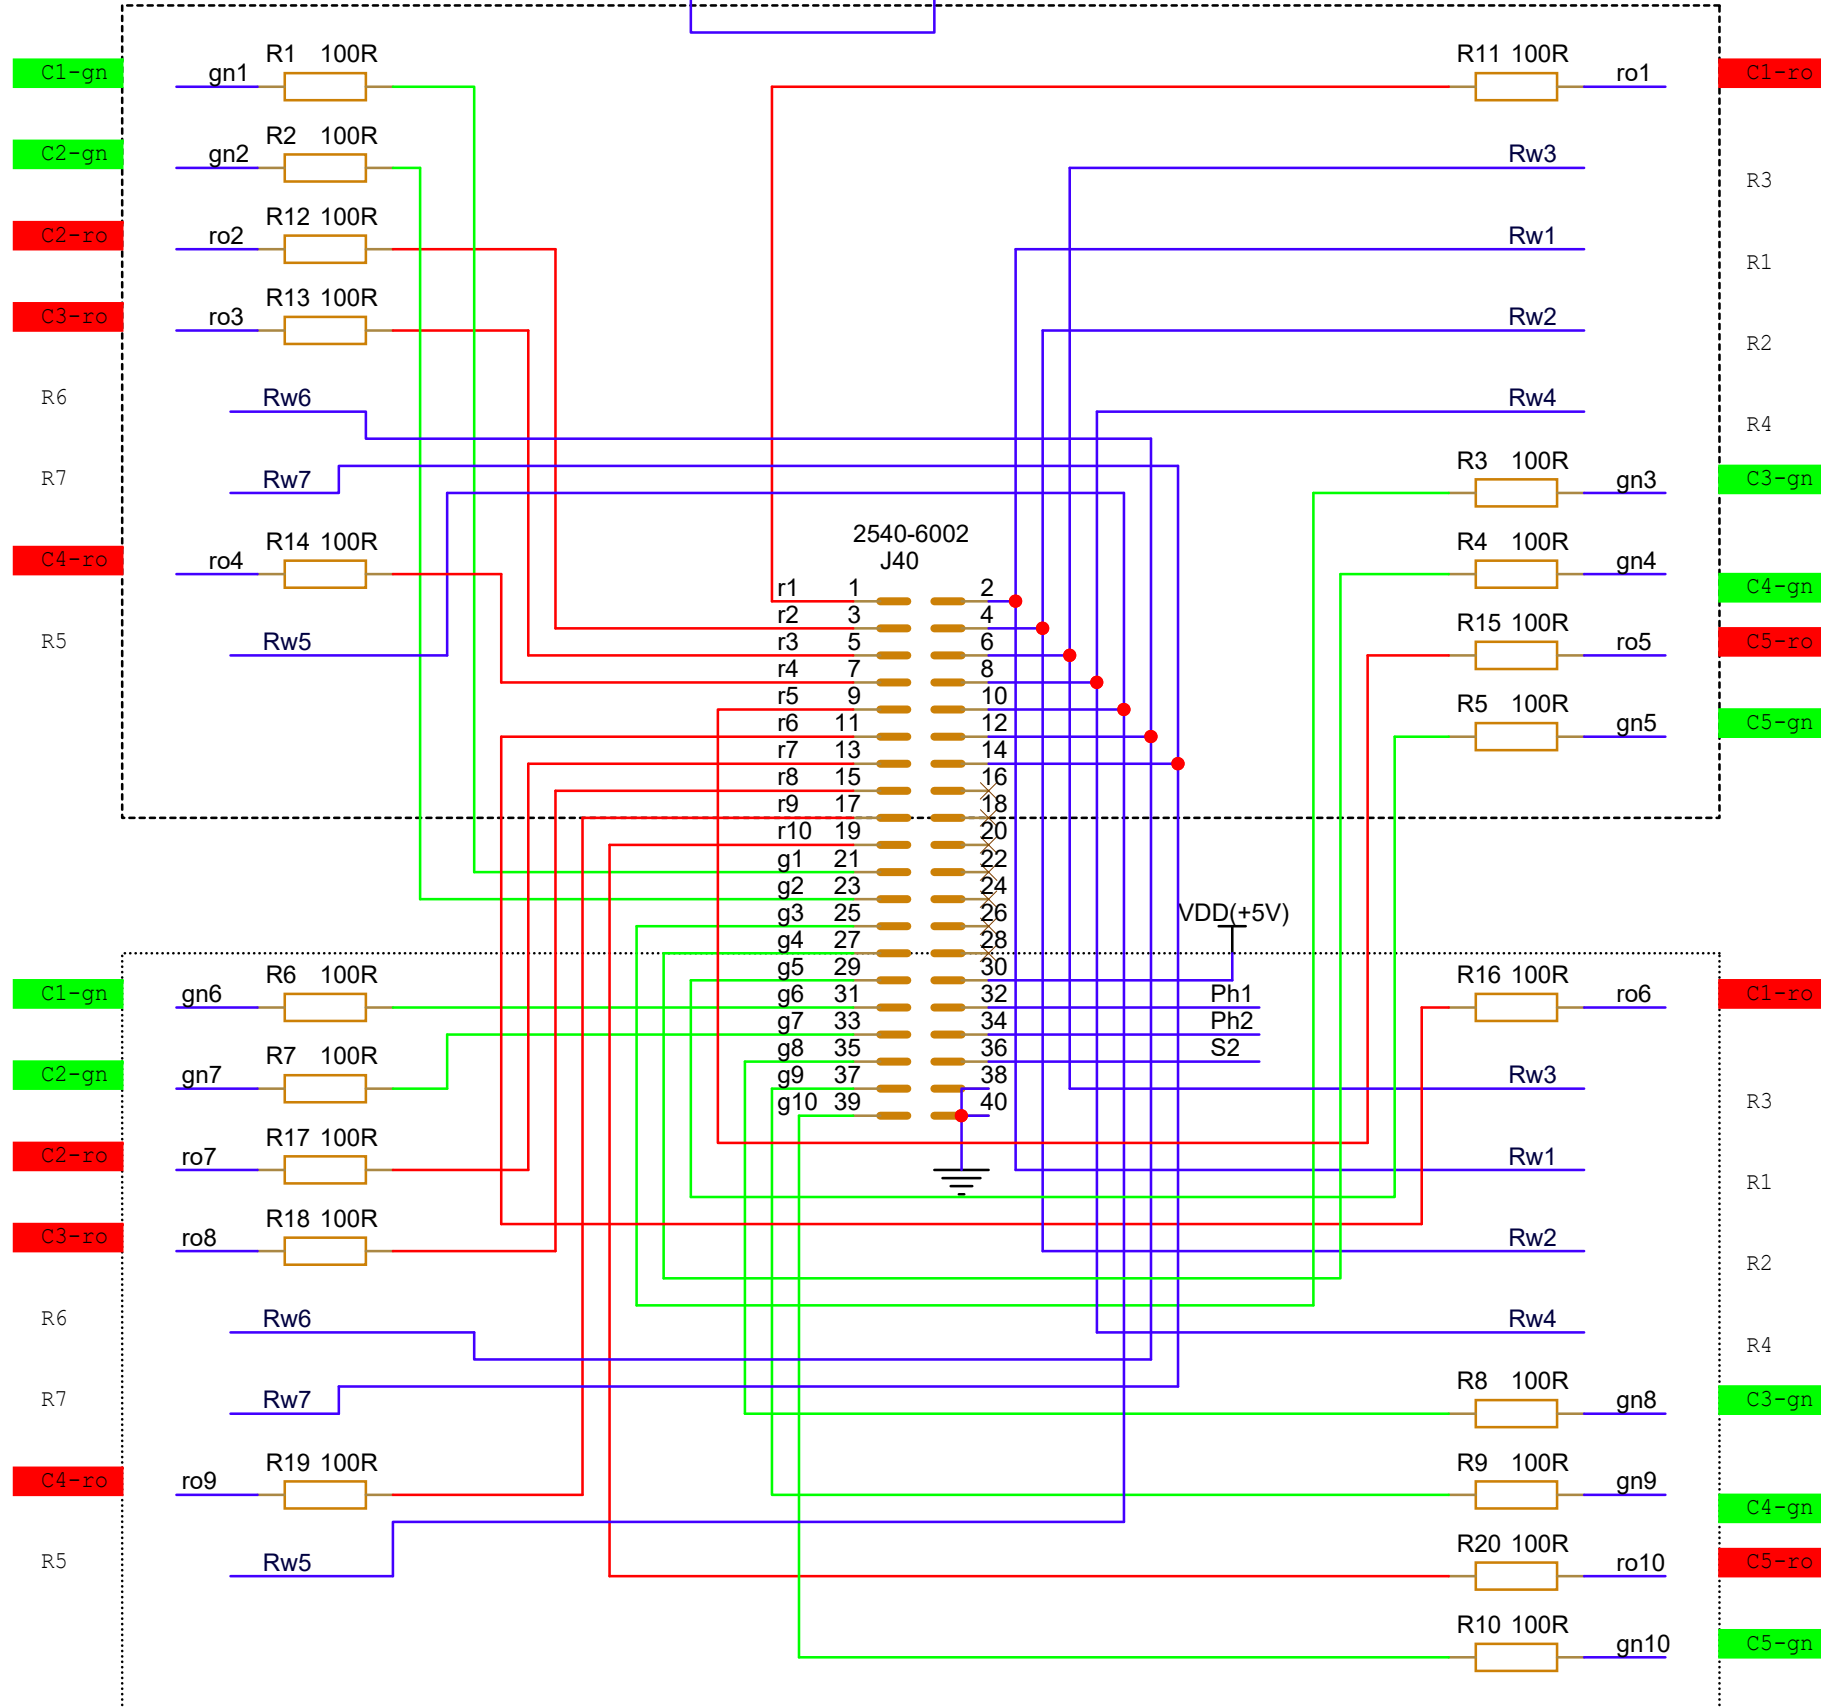 R1 100R
R11 100R
C1-gn gn1 ro1 C1-ro
R2 100R
C2-gn gn2 Rw3
R3
R12 100R
C2-ro ro2 Rw1
R1
R13 100R
C3-ro ro3 Rw2
R2
R6 Rw6 Rw4
R4
R3 100R
R7 Rw7 gn3 C3-gn
2540-6002
R14 100R
R4 100R
C4-ro ro4 J40 gn4
C4-gn
r1 1 2
r2 3 4
R15 100R
R5 Rw5 r3 5 6 ro5 C5-ro
r4 7 8
r5 9 10
R5 100R
r6 11 12 gn5 C5-gn
r7 13 14
r8 15 16
r9 17 18
r10 19 20
g1 21 22
g2 23 24
g3 25 26 VDD(+5V)
g4 27 28
g5 29 30
R6 100R
R16 100R
C1-gn gn6 g6 31 32 Ph1 ro6 C1-ro
g7 33 34 Ph2
g8 35 36 S2
R7 100R
C2-gn gn7 g9 37 38 Rw3
g10 39 40
R3
R17 100R
C2-ro ro7 Rw1
R1
R18 100R
C3-ro ro8 Rw2
R2
R6 Rw6 Rw4
R4
R8 100R
R7 Rw7 gn8 C3-gn
R19 100R
R9 100R
C4-ro ro9 gn9
C4-gn
R20 100R
R5 Rw5 ro10 C5-ro
R10 100R
gn10 C5-gn